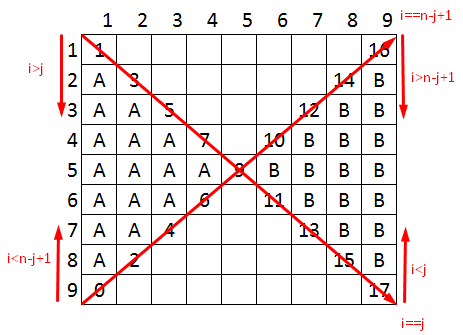 1 2 3 4 5 6 7 8 9 i==n-j+1
1 1 16
i>j i>n-j+1
2 A 3 14 B
3 A A 5 12 B B
4 A A A 7 10 B B B
5 A A A A 9 B B B B
6 A A A 6 11 B B B
7 A A 4 13 B B
i<n-j+1 i<j
8 A 2 15 B
9 0 17
i==j